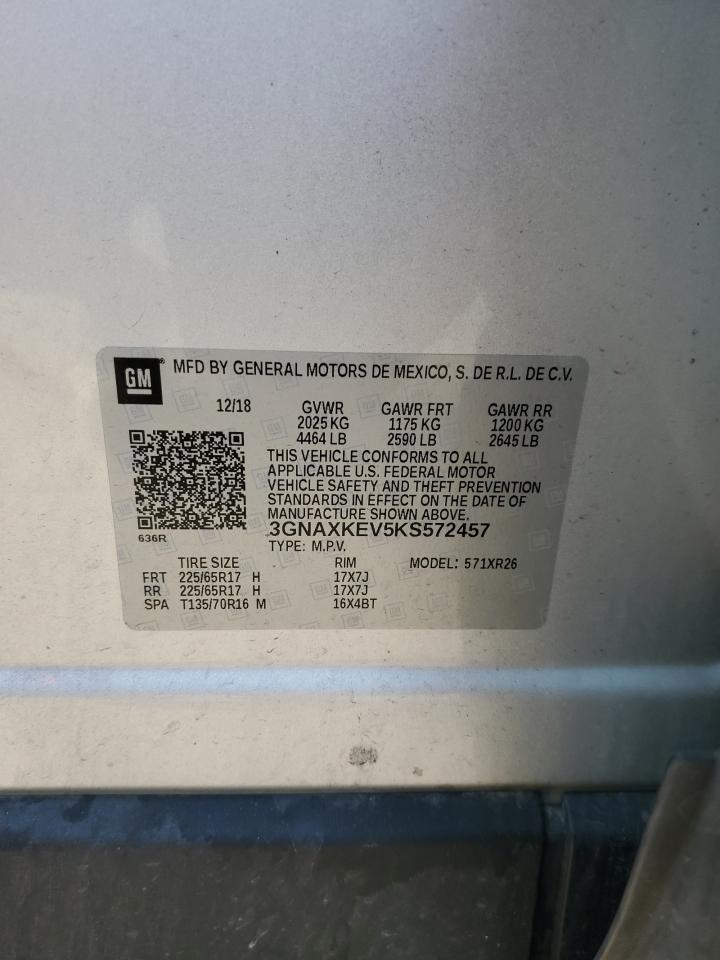 GM ® MFD BY GENERAL MOTORS DE MEXICO, S. DE R.L. DE C.V.
12/18 GVWR GAWR FRT GAWR RR
2025 KG 1175 KG 1200 KG
4464 LB 2590 LB 2645 LB
THIS VEHICLE CONFORMS TO ALL
APPLICABLE U.S. FEDERAL MOTOR
VEHICLE SAFETY AND THEFT PREVENTION
STANDARDS IN EFFECT ON THE DATE OF
MANUFACTURE SHOWN ABOVE.
636R 3GNAXKEV5KS572457
TYPE: M.P.V.
TIRE SIZE RIM MODEL: 571XR26
FRT 225/65R17 H 17X7J
RR 225/65R17 H 17X7J
SPA T135/70R16 M 16X4BT